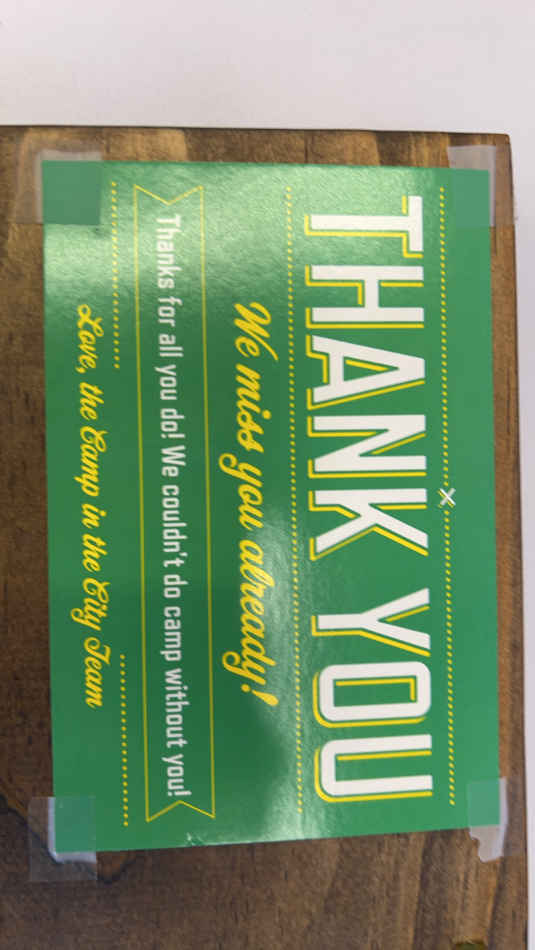 THANK YOU
We miss you already!
Thanks for all you do! We couldn't do camp without you!
Love, the Camp in the City Team